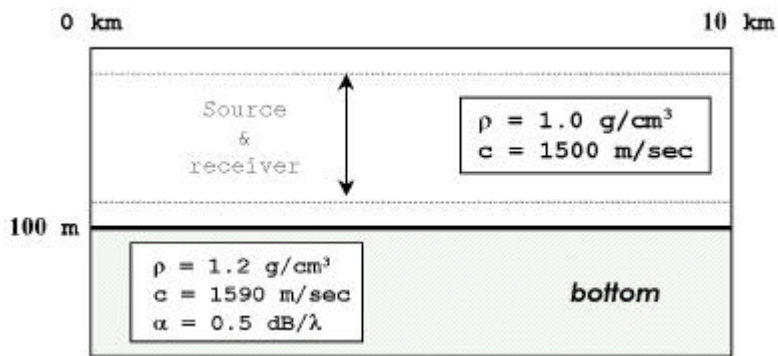 0 km
10 km
Source
&
receiver
ρ = 1.0 g/cm³
c = 1500 m/sec
100 m
ρ = 1.2 g/cm³
c = 1590 m/sec
α = 0.5 dB/λ
bottom